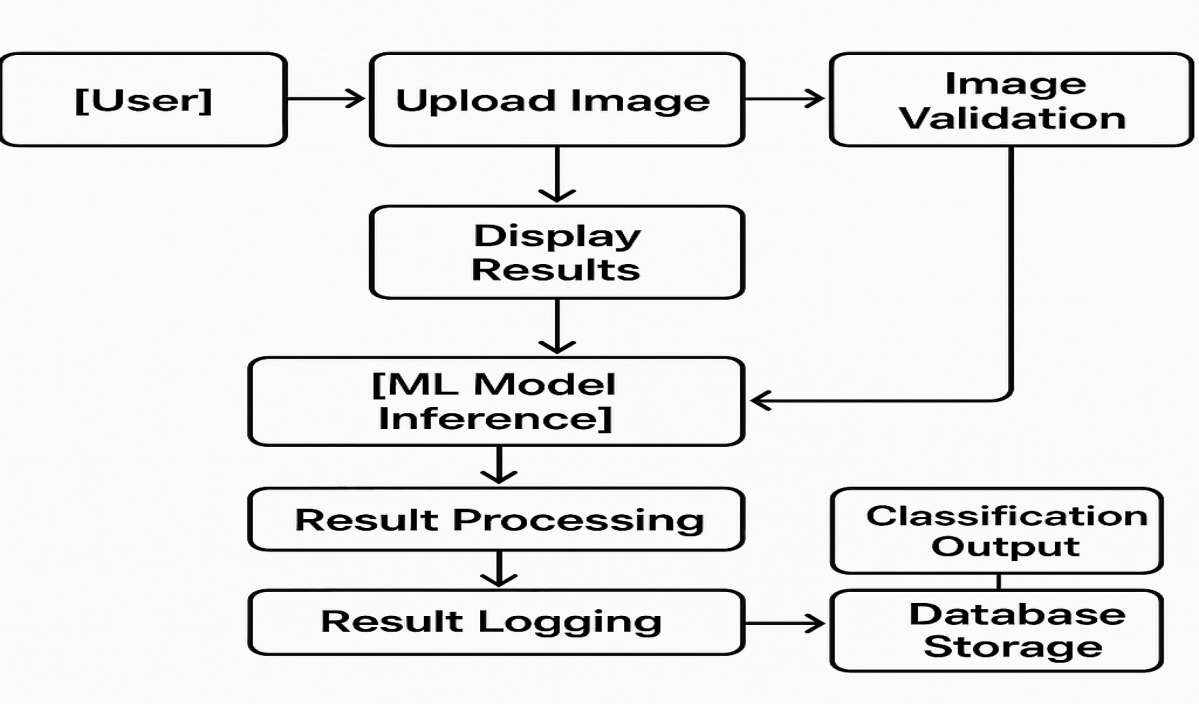 [User]
Upload Image
Image
Validation
Display
Results
[ML Model
Inference]
Result Processing
Classification
Output
Result Logging
Database
Storage